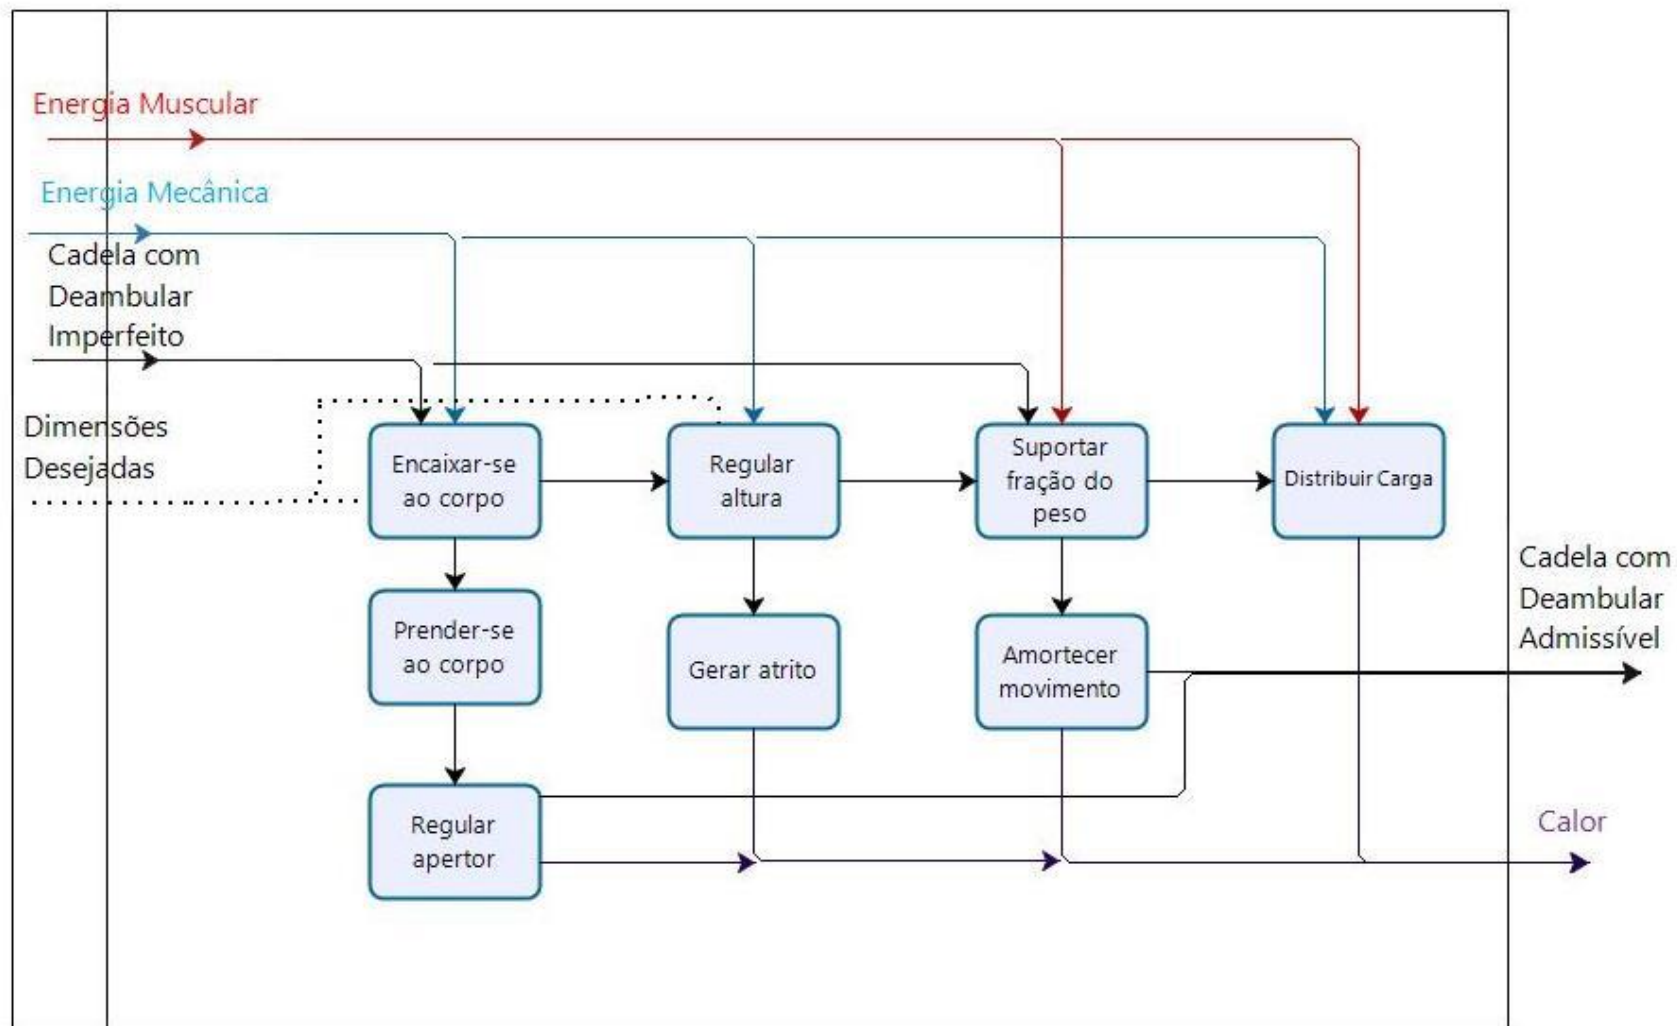 Energia Muscular
Energia Mecânica
Cadela com
Deambular
Imperfeito
Dimensões
Desejadas
Encaixar-se
ao corpo
Regular
altura
Suportar
fração do
peso
Distribuir Carga
Prender-se
ao corpo
Gerar atrito
Amortecer
movimento
Cadela com
Deambular
Admissível
Regular
apertor
Calor